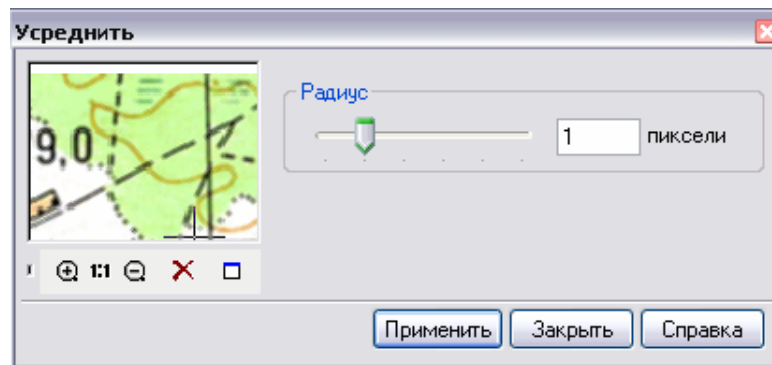 Усреднить
Радиус
1 пиксели
9,0
1:1
Применить Закрыть Справка